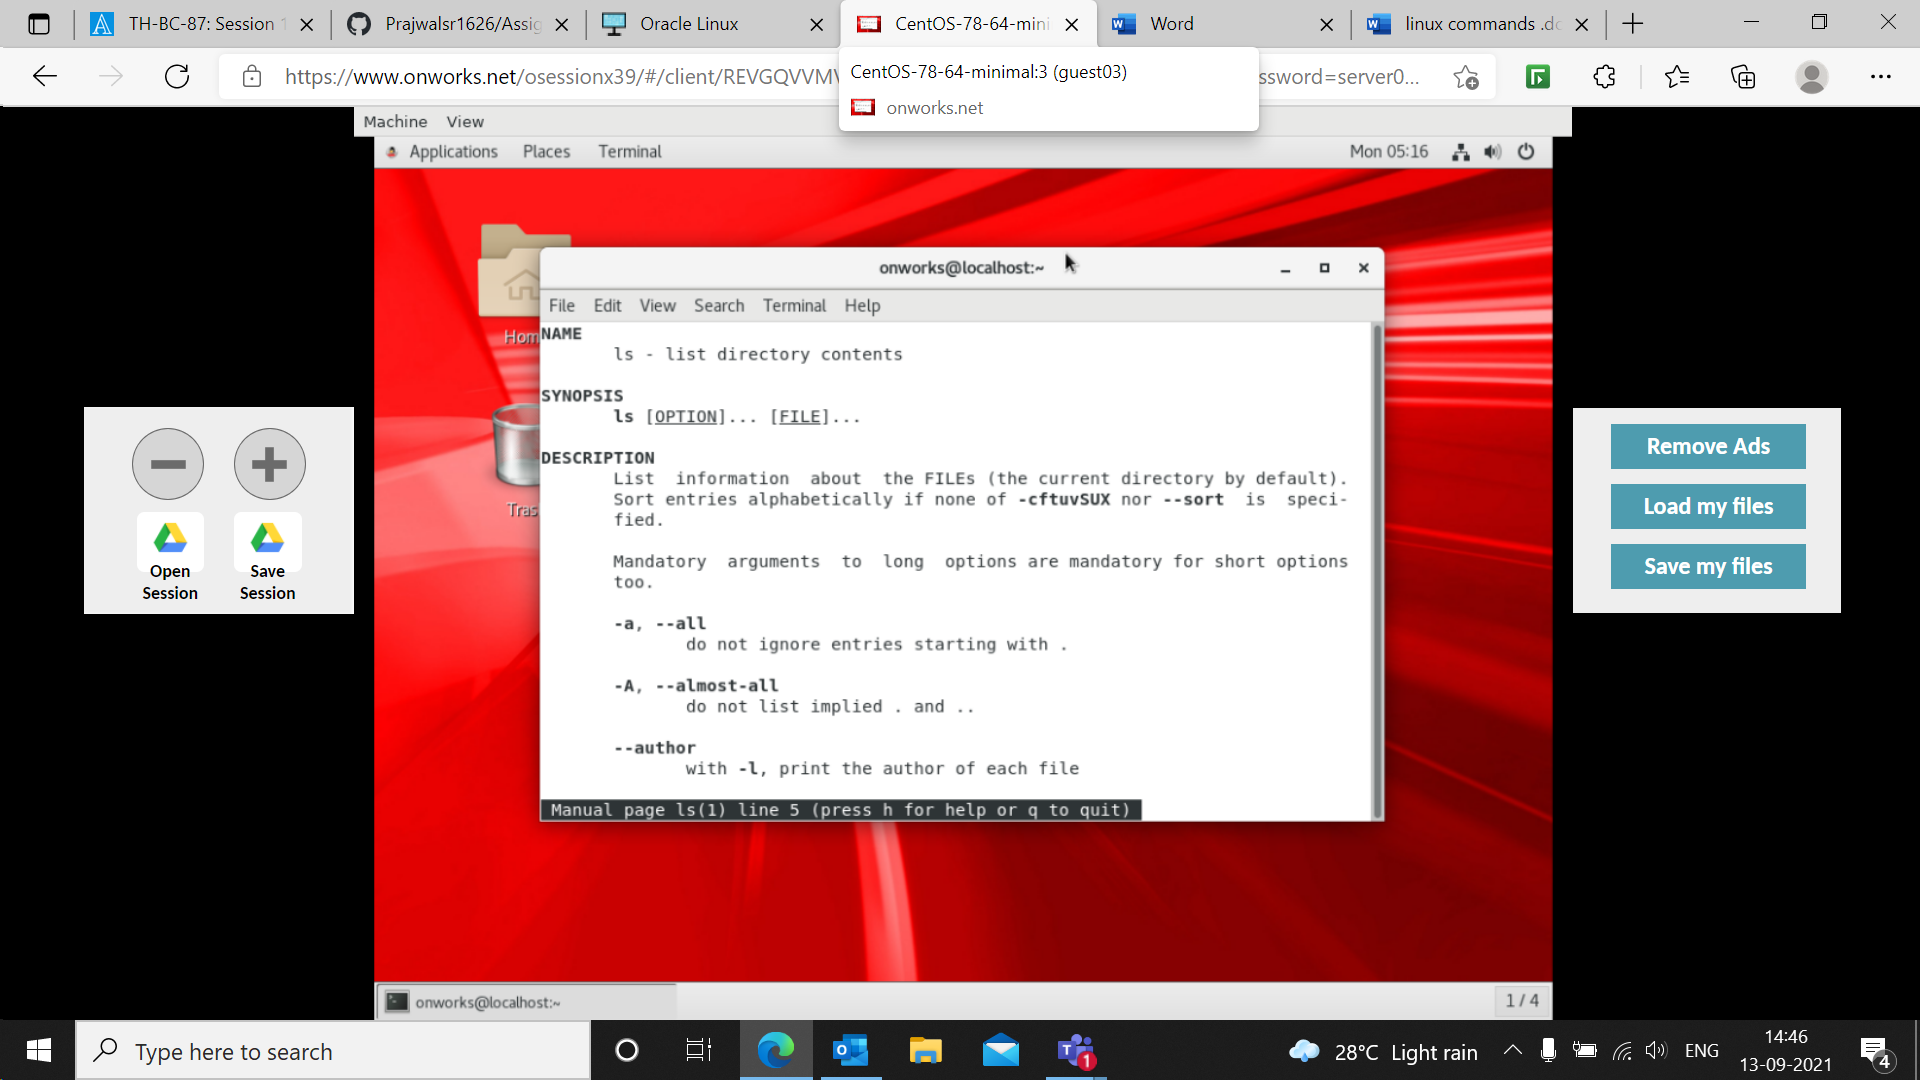 TH-BC-87: Session 1
Prajwalsr1626/Assig
Oracle Linux
CentOS-78-64-mini
Word
linux commands .do
https://www.onworks.net/osessionx39/#/client/REVGQVVMV
ssword=server0...
CentOS-78-64-minimal:3 (guest03)
onworks.net
Machine View
Applications Places Terminal
Mon 05:16
Home
Trash
onworks@localhost:~
File Edit View Search Terminal Help
NAME
ls - list directory contents
SYNOPSIS
ls [OPTION]... [FILE]...
DESCRIPTION
List information about the FILEs (the current directory by default).
Sort entries alphabetically if none of -cftuvSUX nor --sort is speci-
fied.
Mandatory arguments to long options are mandatory for short options
too.
-a, --all
do not ignore entries starting with .
-A, --almost-all
do not list implied . and ..
--author
with -l, print the author of each file
Manual page ls(1) line 5 (press h for help or q to quit)
Open
Session
Save
Session
Remove Ads
Load my files
Save my files
onworks@localhost:~
1 / 4
Type here to search
1
28°C Light rain
ENG
14:46
13-09-2021
4